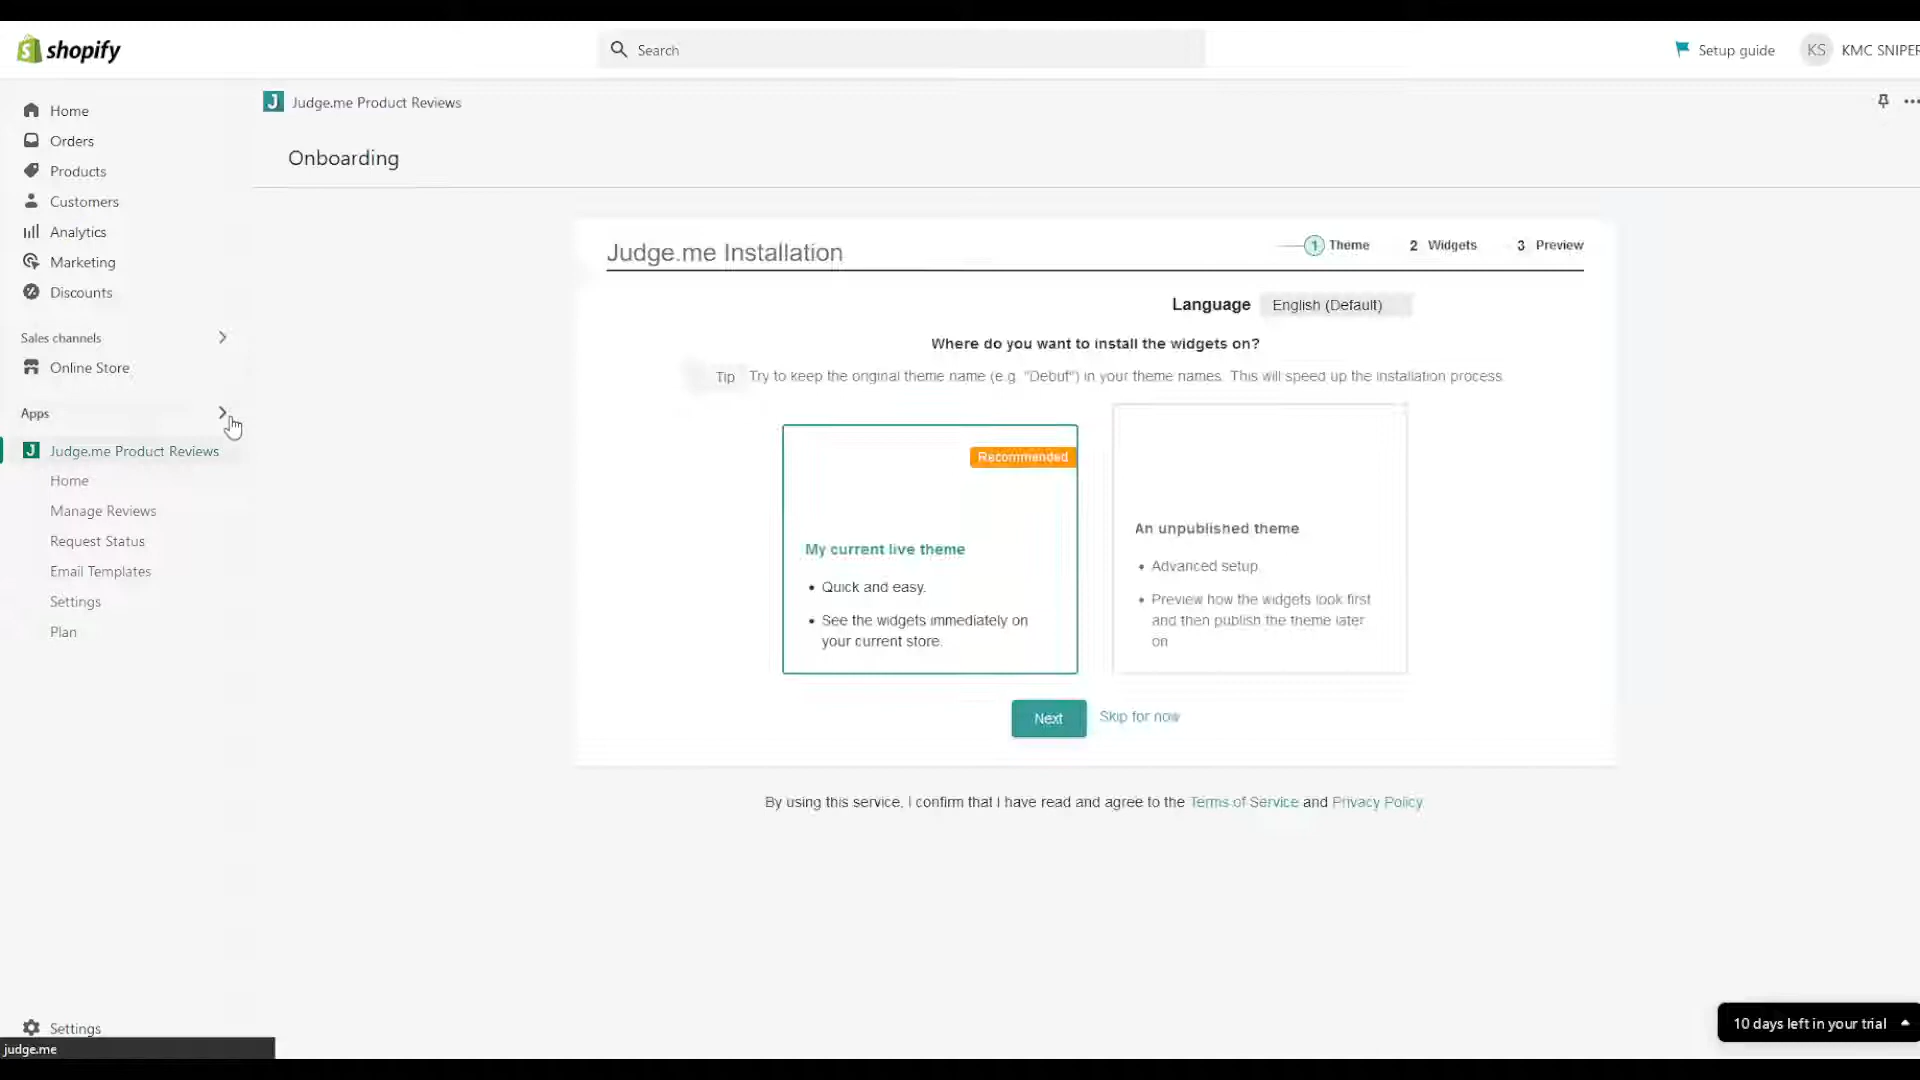 shopify
Search
Setup guide
KS
KMC SNIPER
Home
Orders
Products
Customers
Analytics
Marketing
Discounts
Sales channels
Online Store
Apps
J Judge.me Product Reviews
Home
Manage Reviews
Request Status
Email Templates
Settings
Plan
Settings
judge.me
J Judge.me Product Reviews
Onboarding
Judge.me Installation
1 Theme
2 Widgets
3 Preview
Language English (Default)
Where do you want to install the widgets on?
Tip Try to keep the original theme name (e.g. "Debut") in your theme names. This will speed up the installation process.
Recommended
My current live theme
• Quick and easy.
• See the widgets immediately on
your current store.
An unpublished theme
• Advanced setup.
• Preview how the widgets look first
and then publish the theme later
on
Next
Skip for now
By using this service, I confirm that I have read and agree to the Terms of Service and Privacy Policy
10 days left in your trial